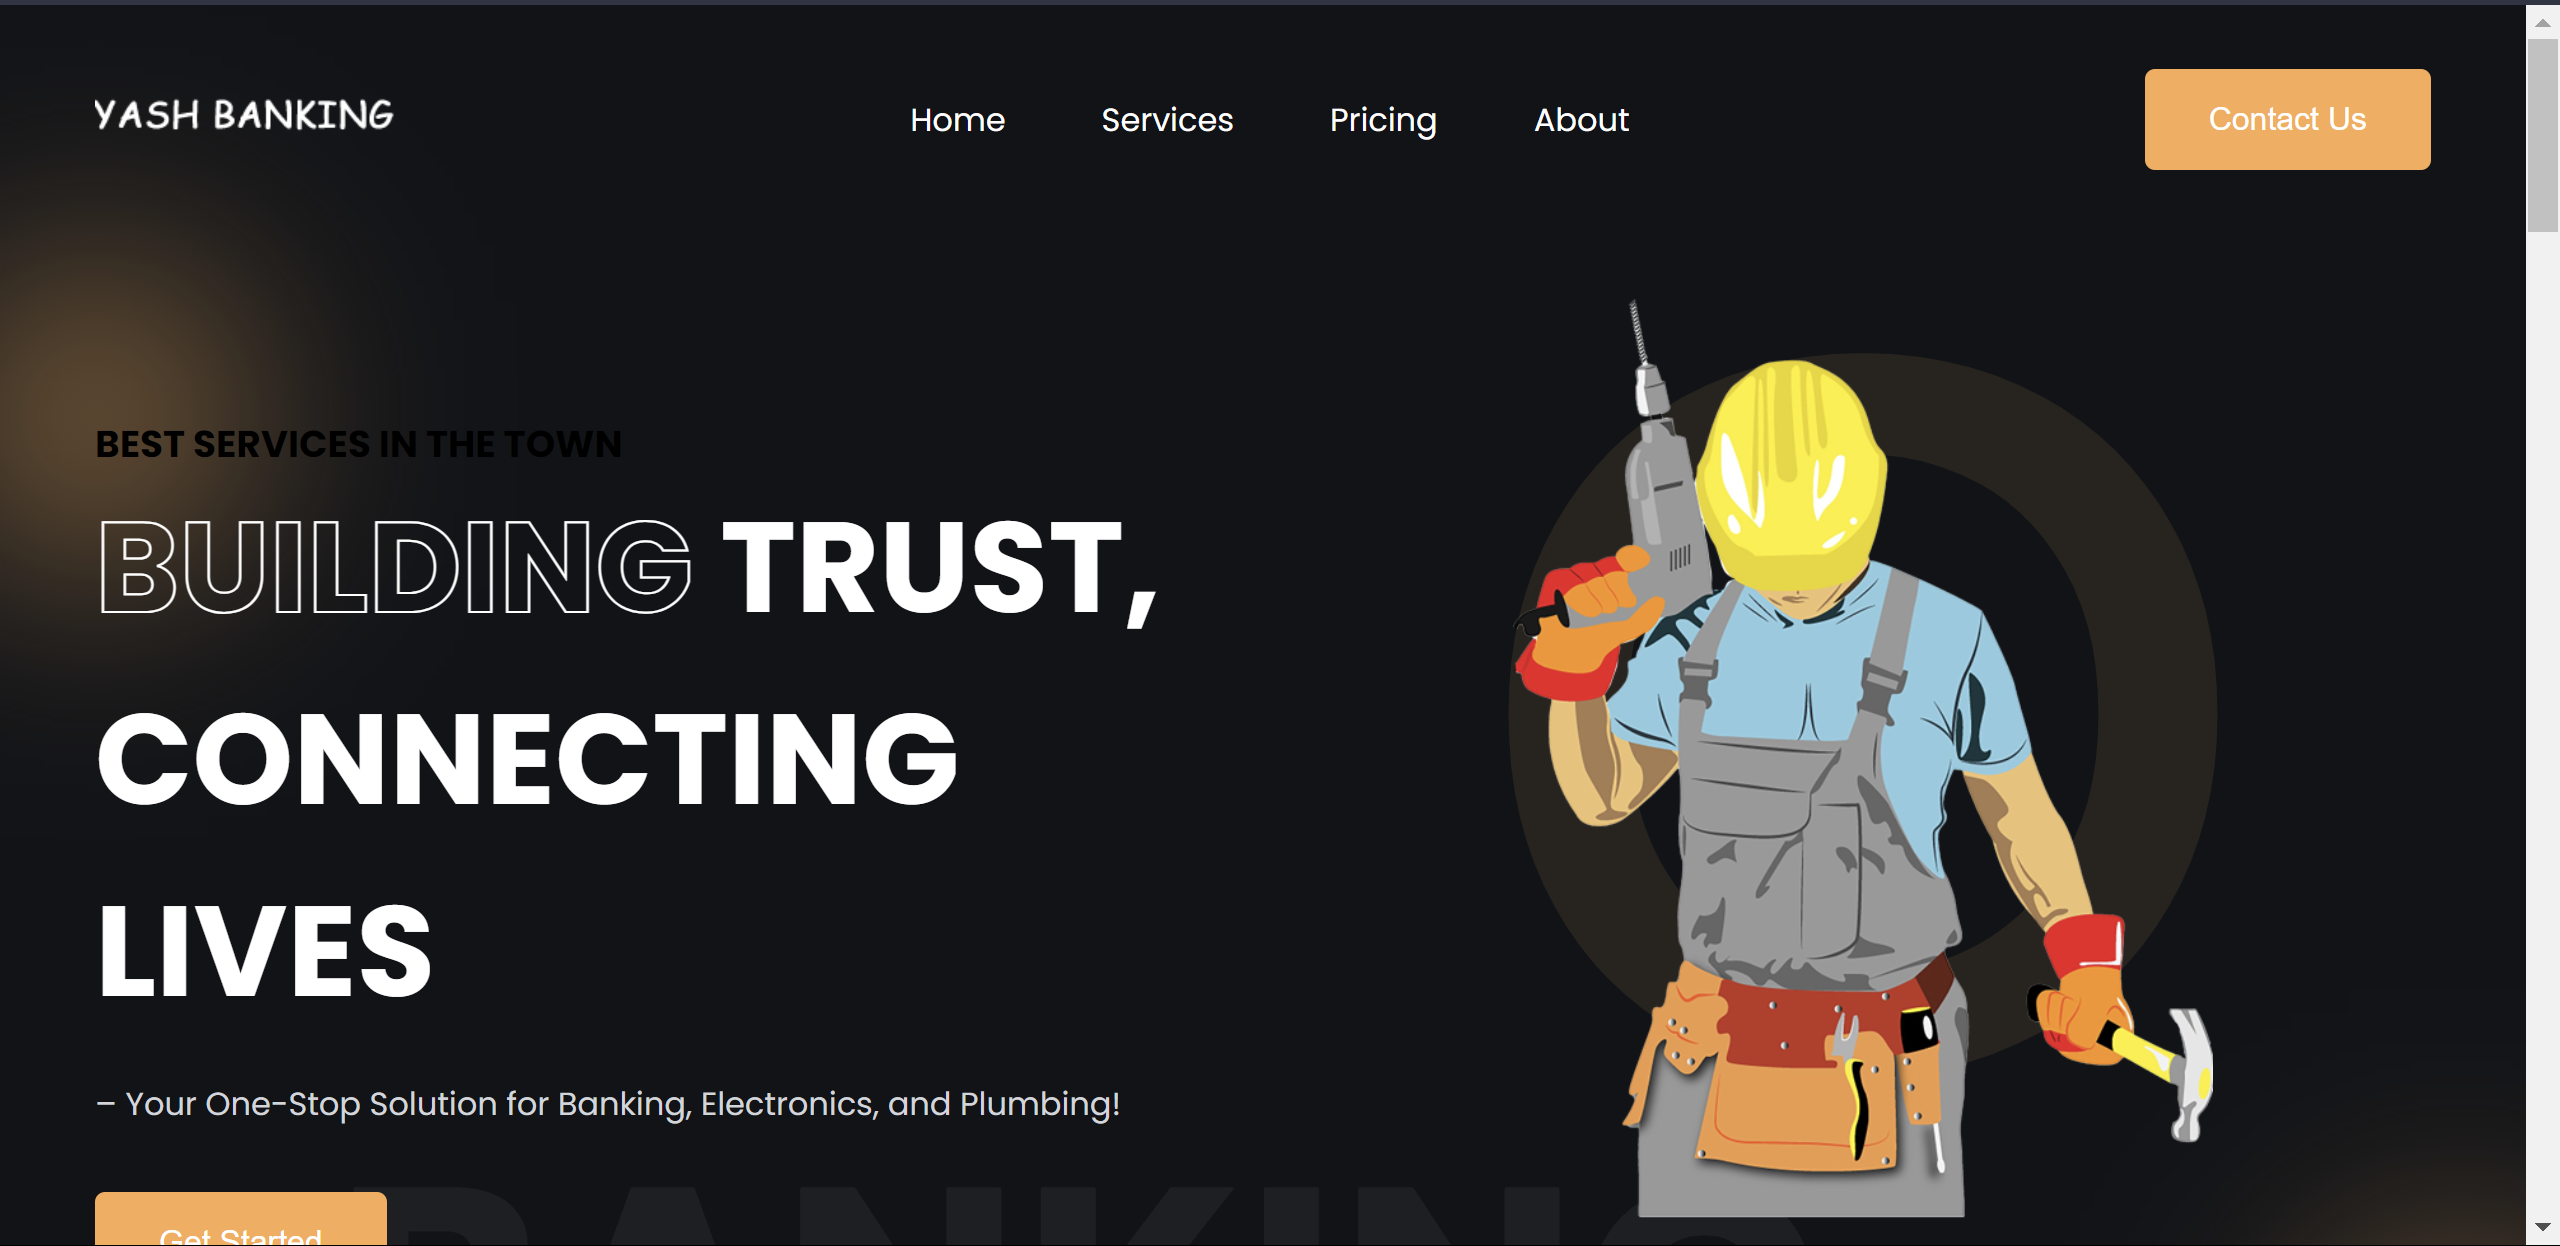 YASH BANKING
Home Services Pricing About
Contact Us
BEST SERVICES IN THE TOWN
BUILDING TRUST,
CONNECTING
LIVES
– Your One-Stop Solution for Banking, Electronics, and Plumbing!
Get Started
BANKING